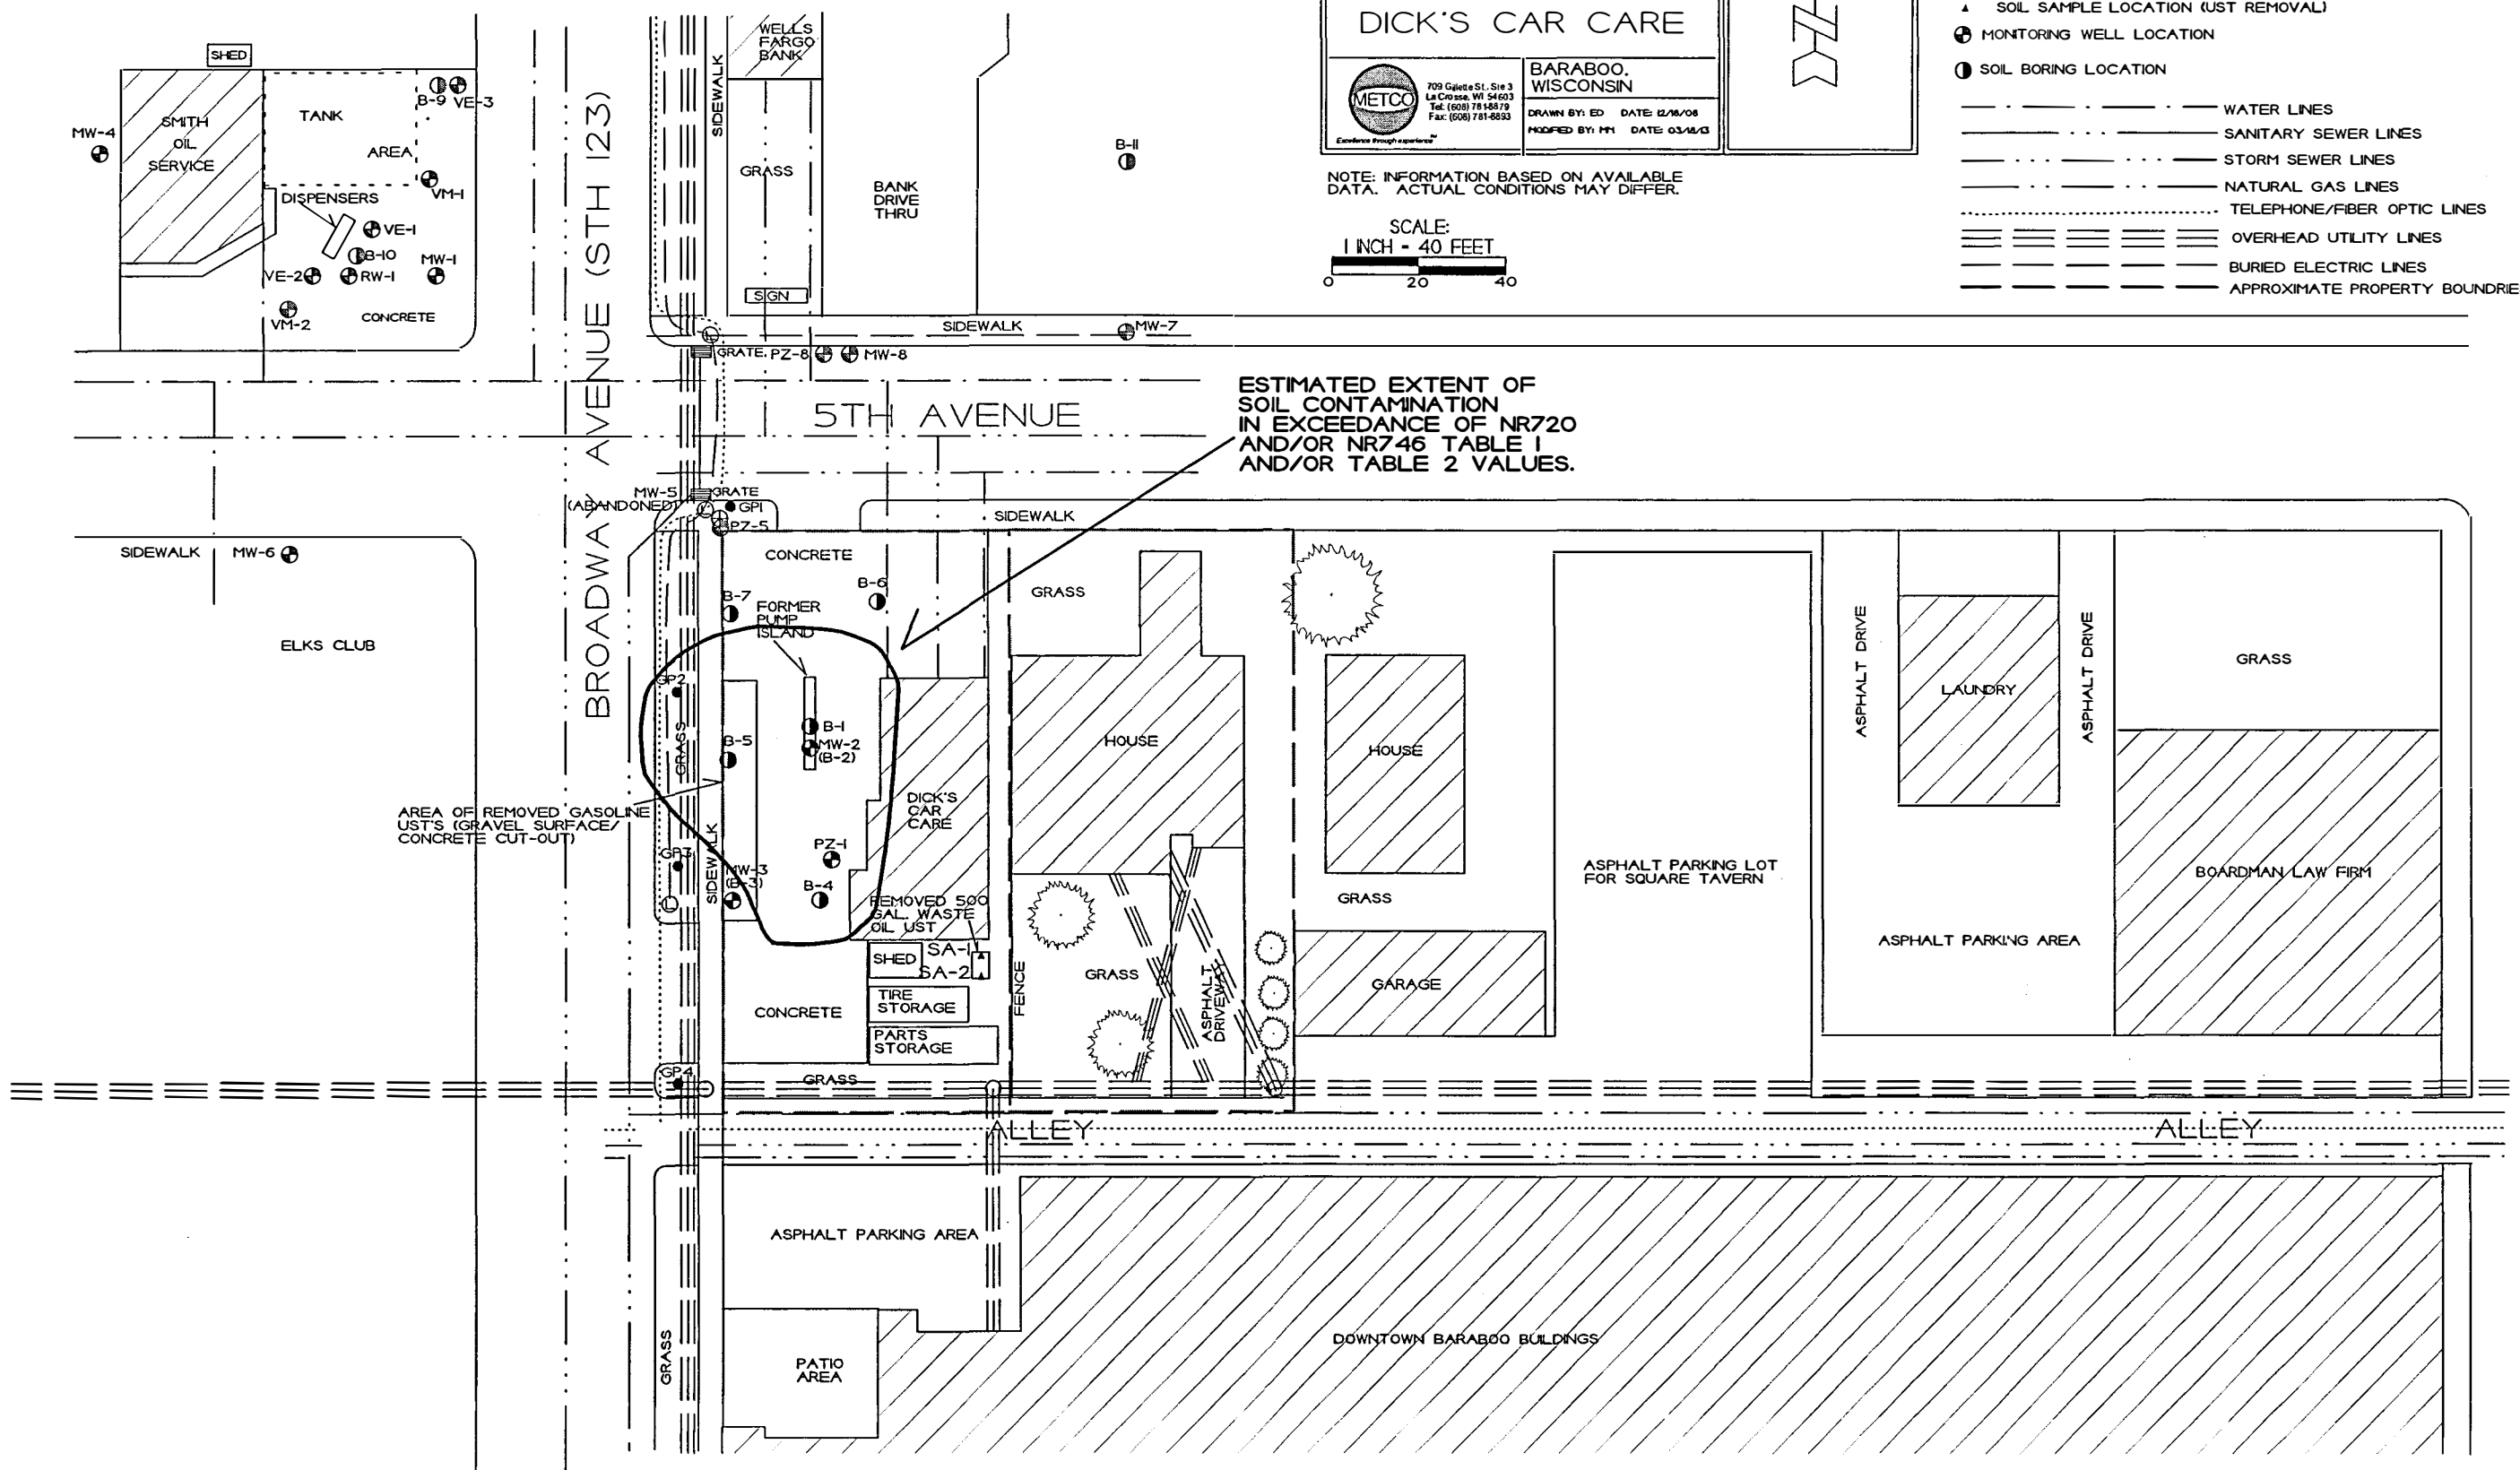 SHED
TANK
AREA
B-9 VE-3
MW-4
SMITH
OIL
SERVICE
VM-1
DISPENSERS
VE-1
B-10
MW-1
VE-2
RW-1
VM-2
CONCRETE
BROADWAY AVENUE (STH 123)
SIDEWALK
WELLS
FARGO
BANK
GRASS
BANK
DRIVE
THRU
SIGN
B-11
DICK'S CAR CARE
METCO
Excellence through experience
709 Gillette St., Ste 3
La Crosse, WI 54603
Tel: (608) 781-8879
Fax: (608) 781-8893
BARABOO,
WISCONSIN
DRAWN BY: ED DATE: 12/16/08
MODIFIED BY: MM DATE: 03/18/13
NOTE: INFORMATION BASED ON AVAILABLE
DATA. ACTUAL CONDITIONS MAY DIFFER.
SCALE:
1 INCH = 40 FEET
0 20 40
SOIL SAMPLE LOCATION (UST REMOVAL)
MONITORING WELL LOCATION
SOIL BORING LOCATION
WATER LINES
SANITARY SEWER LINES
STORM SEWER LINES
NATURAL GAS LINES
TELEPHONE/FIBER OPTIC LINES
OVERHEAD UTILITY LINES
BURIED ELECTRIC LINES
APPROXIMATE PROPERTY BOUNDRIE
SIDEWALK
MW-7
GRATE
PZ-8
MW-8
5TH AVENUE
ESTIMATED EXTENT OF
SOIL CONTAMINATION
IN EXCEEDANCE OF NR720
AND/OR NR746 TABLE 1
AND/OR TABLE 2 VALUES.
MW-5
(ABANDONED)
GRATE
GP1
PZ-5
SIDEWALK
SIDEWALK
MW-6
ELKS CLUB
CONCRETE
B-7
B-6
FORMER
PUMP
ISLAND
GP2
GRASS
B-5
B-1
MW-2
(B-2)
AREA OF REMOVED GASOLINE
UST'S (GRAVEL SURFACE/
CONCRETE CUT-OUT)
DICK'S
CAR
CARE
GP3
SIDEWALK
MW-3
(B-3)
PZ-1
B-4
REMOVED 500
GAL. WASTE
OIL UST
SHED
SA-1
SA-2
TIRE
STORAGE
PARTS
STORAGE
CONCRETE
GP4
GRASS
FENCE
GRASS
HOUSE
GRASS
ASPHALT
DRIVEWAY
HOUSE
GRASS
GARAGE
ASPHALT PARKING LOT
FOR SQUARE TAVERN
ASPHALT DRIVE
LAUNDRY
ASPHALT DRIVE
GRASS
BOARDMAN LAW FIRM
ASPHALT PARKING AREA
ALLEY
ALLEY
ASPHALT PARKING AREA
GRASS
PATIO
AREA
DOWNTOWN BARABOO BUILDINGS